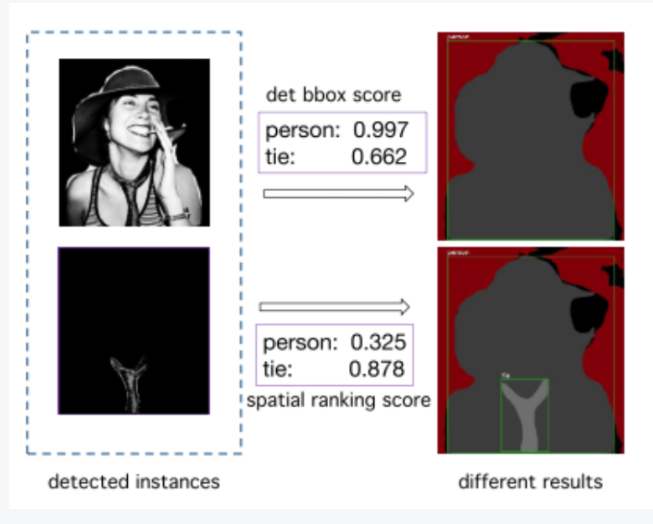 det bbox score
person: 0.997
tie: 0.662
person: 0.325
tie: 0.878
spatial ranking score
detected instances
different results